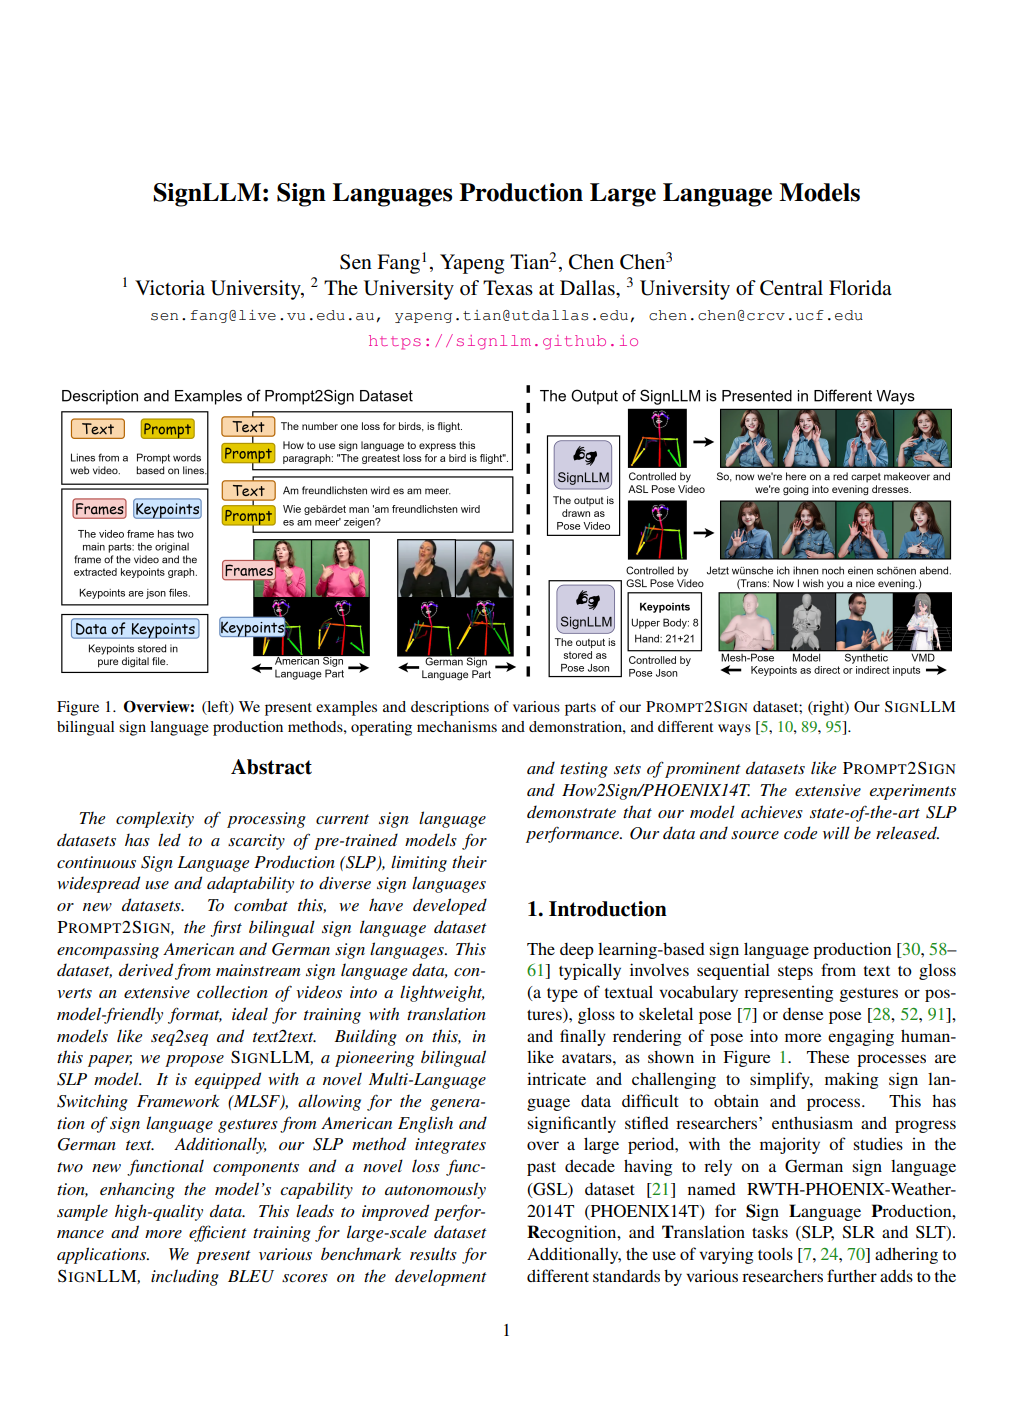 SignLLM: Sign Languages Production Large Language Models
Sen Fang1, Yapeng Tian2, Chen Chen3
1 Victoria University, 2 The University of Texas at Dallas, 3 University of Central Florida
sen.fang@live.vu.edu.au, yapeng.tian@utdallas.edu, chen.chen@crcv.ucf.edu
https://signllm.github.io
Description and Examples of Prompt2Sign Dataset
Text Prompt
Lines from a web video.
Prompt words based on lines.
Frames Keypoints
The video frame has two
main parts: the original
frame of the video and the
extracted keypoints graph.
Keypoints are json files.
Data of Keypoints
Keypoints stored in
pure digital file.
Text The number one loss for birds, is flight.
Prompt How to use sign language to express this
paragraph: "The greatest loss for a bird is flight".
Text Am freundlichsten wird es am meer.
Prompt Wie gebärdet man 'am freundlichsten wird
es am meer' zeigen?
Frames
Keypoints
American Sign
Language Part
German Sign
Language Part
The Output of SignLLM is Presented in Different Ways
SignLLM
The output is
drawn as
Pose Video
Controlled by
ASL Pose Video
So, now we're here on a red carpet makeover and
we're going into evening dresses.
Controlled by
GSL Pose Video
Jetzt wünsche ich ihnen noch einen schönen abend.
(Trans: Now I wish you a nice evening.)
SignLLM
The output is
stored as
Pose Json
Keypoints
Upper Body: 8
Hand: 21+21
Controlled by
Pose Json
Mesh-Pose Model Synthetic VMD
Keypoints as direct or indirect inputs
Figure 1. Overview: (left) We present examples and descriptions of various parts of our PROMPT2SIGN dataset; (right) Our SIGNLLM
bilingual sign language production methods, operating mechanisms and demonstration, and different ways [5, 10, 89, 95].
Abstract
The complexity of processing current sign language
datasets has led to a scarcity of pre-trained models for
continuous Sign Language Production (SLP), limiting their
widespread use and adaptability to diverse sign languages
or new datasets. To combat this, we have developed
PROMPT2SIGN, the first bilingual sign language dataset
encompassing American and German sign languages. This
dataset, derived from mainstream sign language data, con-
verts an extensive collection of videos into a lightweight,
model-friendly format, ideal for training with translation
models like seq2seq and text2text. Building on this, in
this paper, we propose SIGNLLM, a pioneering bilingual
SLP model. It is equipped with a novel Multi-Language
Switching Framework (MLSF), allowing for the genera-
tion of sign language gestures from American English and
German text. Additionally, our SLP method integrates
two new functional components and a novel loss func-
tion, enhancing the model's capability to autonomously
sample high-quality data. This leads to improved perfor-
mance and more efficient training for large-scale dataset
applications. We present various benchmark results for
SIGNLLM, including BLEU scores on the development
and testing sets of prominent datasets like PROMPT2SIGN
and How2Sign/PHOENIX14T. The extensive experiments
demonstrate that our model achieves state-of-the-art SLP
performance. Our data and source code will be released.
1. Introduction
The deep learning-based sign language production [30, 58–
61] typically involves sequential steps from text to gloss
(a type of textual vocabulary representing gestures or pos-
tures), gloss to skeletal pose [7] or dense pose [28, 52, 91],
and finally rendering of pose into more engaging human-
like avatars, as shown in Figure 1. These processes are
intricate and challenging to simplify, making sign lan-
guage data difficult to obtain and process. This has
significantly stifled researchers' enthusiasm and progress
over a large period, with the majority of studies in the
past decade having to rely on a German sign language
(GSL) dataset [21] named RWTH-PHOENIX-Weather-
2014T (PHOENIX14T) for Sign Language Production,
Recognition, and Translation tasks (SLP, SLR and SLT).
Additionally, the use of varying tools [7, 24, 70] adhering to
different standards by various researchers further adds to the
1